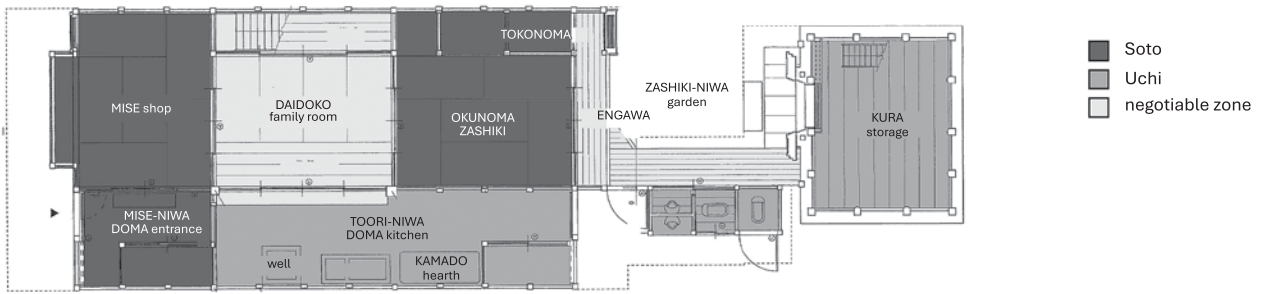 TOKONOMA
MISE shop
DAIDOKO
family room
OKUNOMA
ZASHIKI
ENGAWA
ZASHIKI-NIWA
garden
KURA
storage
MISE-NIWA
DOMA entrance
TOORI-NIWA
DOMA kitchen
well
KAMADO
hearth
Soto
Uchi
negotiable zone